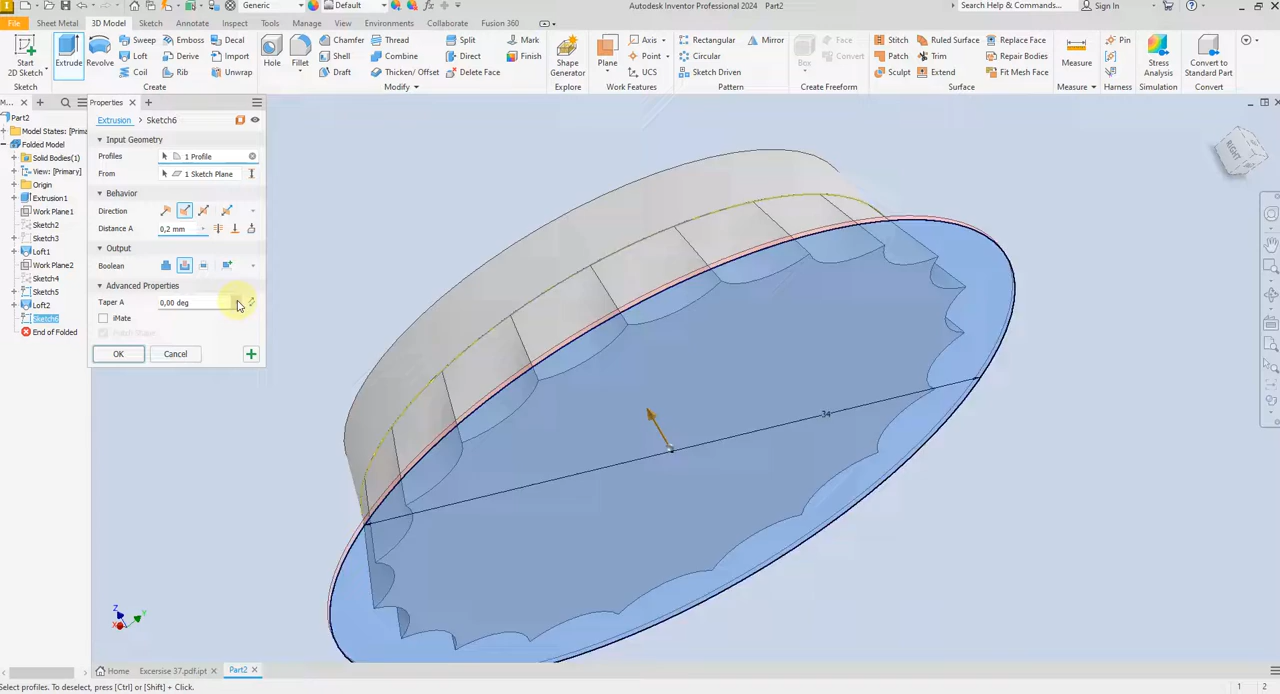 Generic
Default
Autodesk Inventor Professional 2024 Part2
Search Help & Commands...
Sign In
File
Sheet Metal
3D Model
Sketch
Annotate
Inspect
Tools
Manage
View
Environments
Collaborate
Fusion 360
Start
2D Sketch
Extrude
Revolve
Sweep
Emboss
Decal
Loft
Derive
Import
Coil
Rib
Unwrap
Hole
Fillet
Chamfer
Thread
Combine
Shell
Draft
Thicken/ Offset
Split
Direct
Delete Face
Mark
Finish
Shape
Generator
Plane
Axis
Point
UCS
Rectangular
Mirror
Circular
Sketch Driven
Box
Face
Convert
Stitch
Ruled Surface
Replace Face
Patch
Trim
Repair Bodies
Sculpt
Extend
Fit Mesh Face
Measure
Pin
Stress
Analysis
Convert to
Standard Part
Sketch
Create
Modify
Explore
Work Features
Pattern
Create Freeform
Surface
Measure
Harness
Simulation
Convert
M...
Part2
Model States: [Prima
Folded Model
Solid Bodies(1)
View: [Primary]
Origin
Extrusion1
Work Plane1
Sketch2
Sketch3
Loft1
Work Plane2
Sketch4
Sketch5
Loft2
Sketch6
End of Folded
Properties
Extrusion
Sketch6
Input Geometry
Profiles
1 Profile
From
1 Sketch Plane
Behavior
Direction
Distance A
0,2 mm
Output
Boolean
Advanced Properties
Taper A
0,00 deg
iMate
Match Shape
OK
Cancel
34
RIGHT
Z
Y
X
Home
Excersise 37.pdf.ipt
Part2
Select profiles. To deselect, press [Ctrl] or [Shift] + Click.
1
2